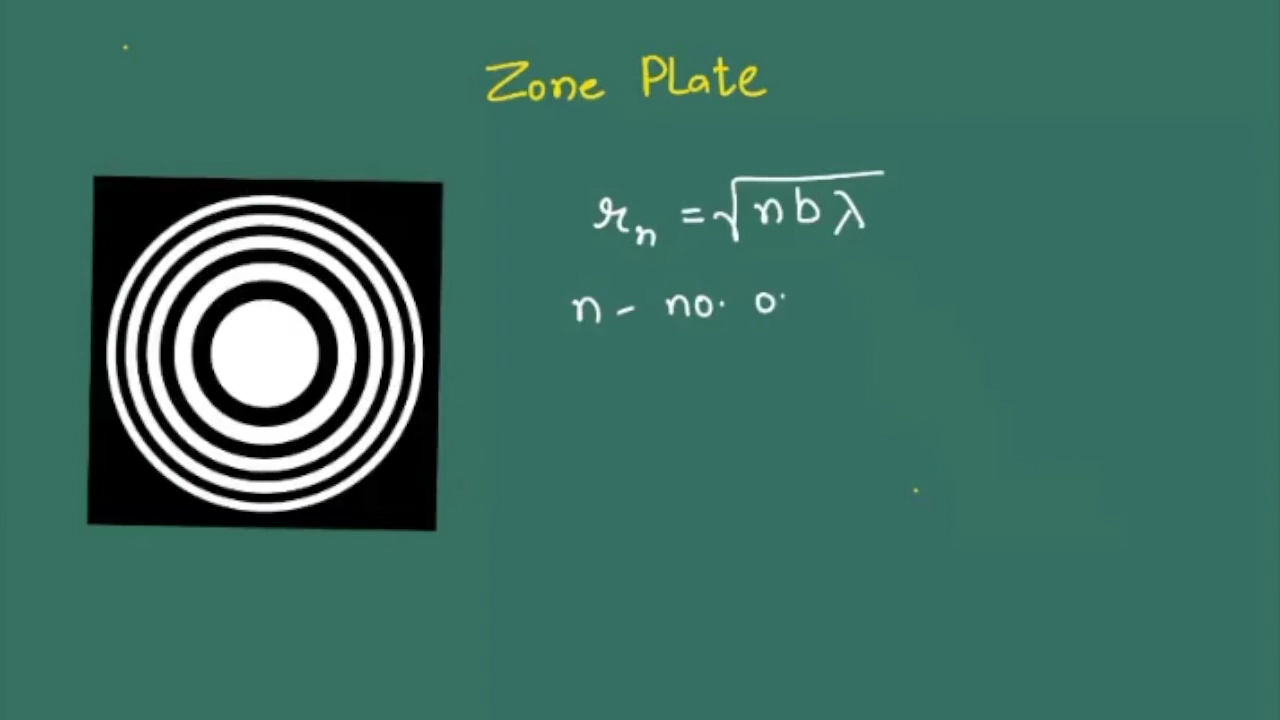 Zone Plate
rₙ = √nbλ
n - no. o